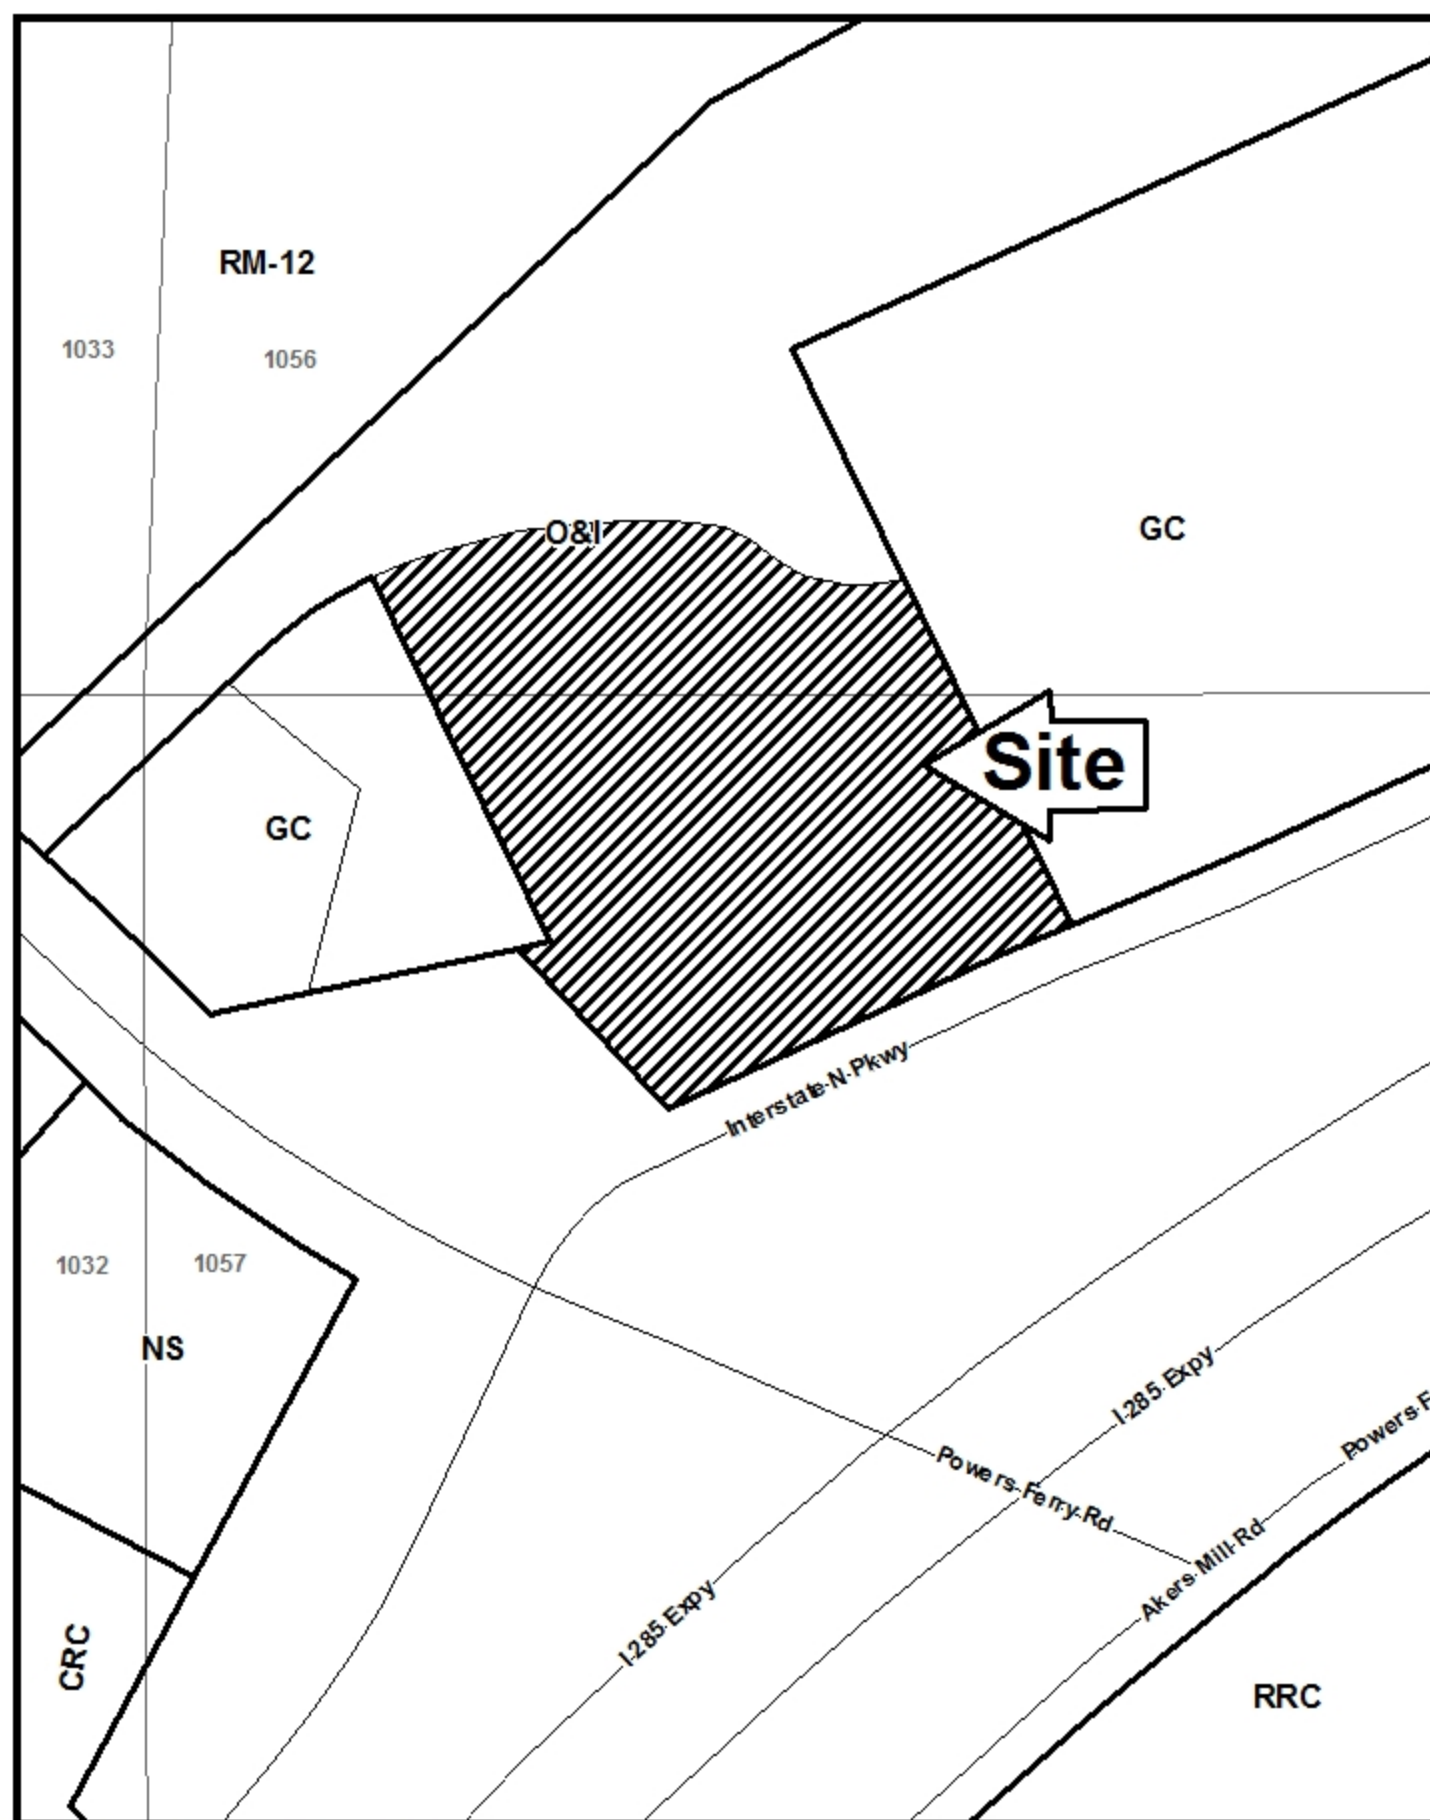 RM-12
1033
1056
O&I
GC
Site
GC
Interstate N Pkwy
1032
1057
NS
I-285 Expy
Powers F
Powers Ferry Rd
Akers Mill Rd
I-285 Expy
CRC
RRC